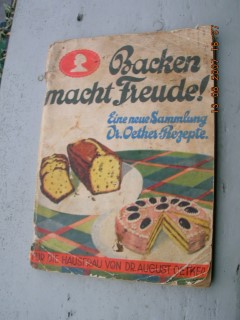 Backen
macht Freude!
Eine neue Sammlung
Dr. Oetker-Rezepte.
FÜR DIE HAUSFRAU VON DR. AUGUST OETKER